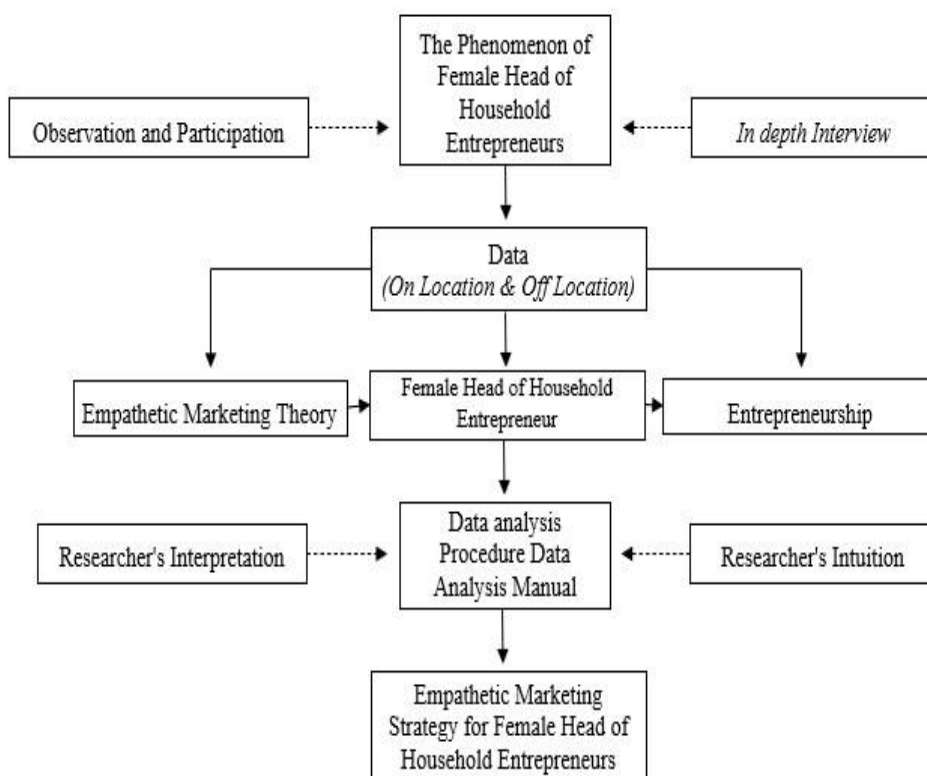 The Phenomenon of
Female Head of
Household
Entrepreneurs
Observation and Participation
In depth Interview
Data
(On Location & Off Location)
Empathetic Marketing Theory
Female Head of Household
Entrepreneur
Entrepreneurship
Data analysis
Procedure Data
Analysis Manual
Researcher's Interpretation
Researcher's Intuition
Empathetic Marketing
Strategy for Female Head of
Household Entrepreneurs